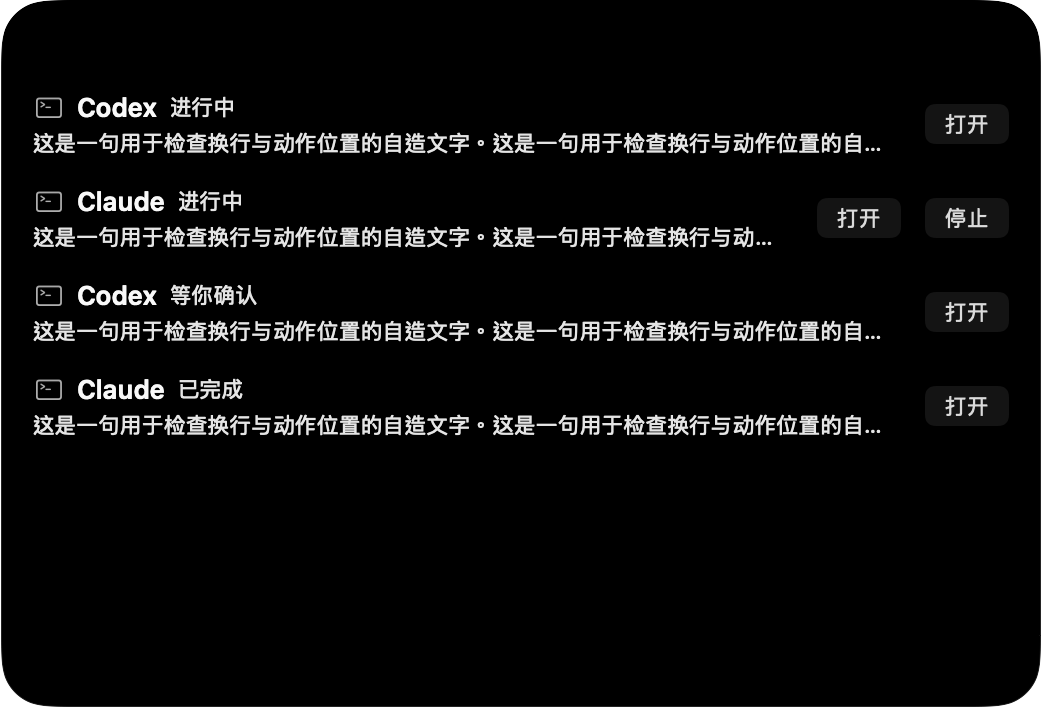 Codex 进行中
这是一句用于检查换行与动作位置的自造文字。这是一句用于检查换行与动作位置的自...
打开
Claude 进行中
这是一句用于检查换行与动作位置的自造文字。这是一句用于检查换行与动...
打开 停止
Codex 等你确认
这是一句用于检查换行与动作位置的自造文字。这是一句用于检查换行与动作位置的自...
打开
Claude 已完成
这是一句用于检查换行与动作位置的自造文字。这是一句用于检查换行与动作位置的自...
打开